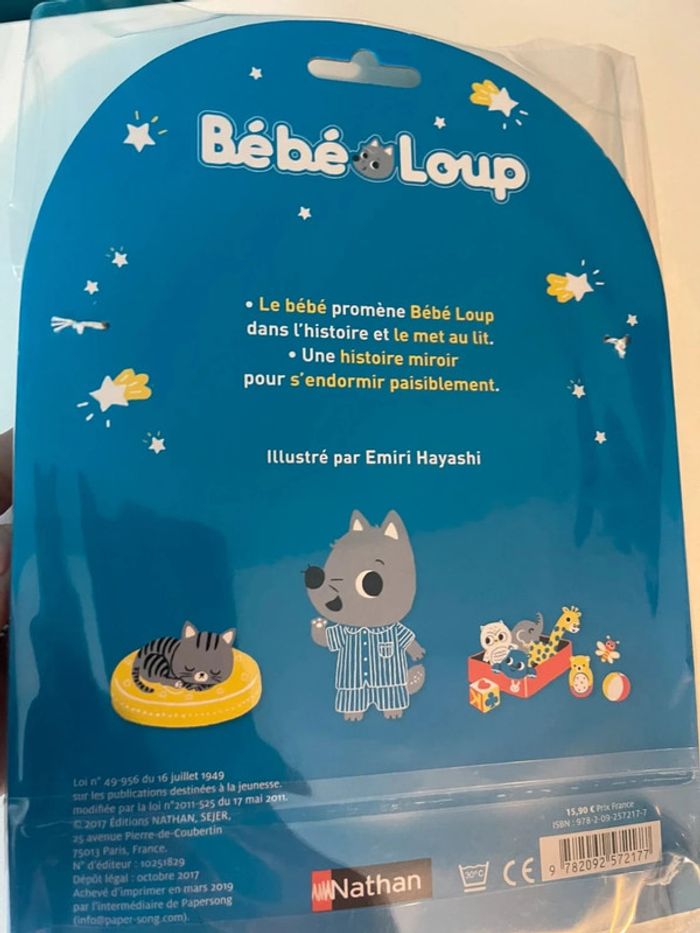 Bébé Loup
• Le bébé promène Bébé Loup
dans l'histoire et le met au lit.
• Une histoire miroir
pour s'endormir paisiblement.
Illustré par Emiri Hayashi
Loi n° 49-956 du 16 juillet 1949
sur les publications destinées à la jeunesse.
modifiée par la loi n°2011-525 du 17 mai 2011.
© 2017 Éditions NATHAN, SEJER,
25 avenue Pierre-de-Coubertin
75013 Paris, France.
N° d'éditeur : 10251829
Dépôt légal : octobre 2017
Achevé d'imprimer en mars 2019
par l'intermédiaire de Papersong
(info@paper-song.com).
Nathan
30°C
CE
15,90 € Prix France
ISBN : 978-2-09-257217-7
9 782092 572177